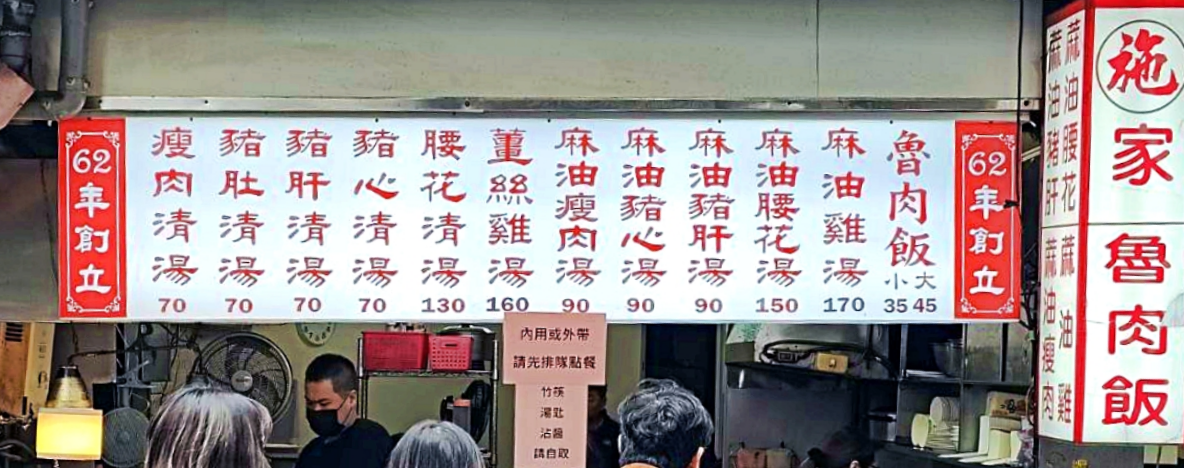 62年創立
魯肉飯 小35 大45
麻油雞湯 170
麻油腰花湯 150
麻油豬肝湯 90
麻油豬心湯 90
麻油瘦肉湯 90
薑絲雞湯 160
腰花清湯 130
豬心清湯 70
豬肝清湯 70
豬肚清湯 70
瘦肉清湯 70
62年創立
施家魯肉飯
麻油腰花
麻油豬肝
麻油雞
麻油瘦肉
內用或外帶
請先排隊點餐
竹筷
湯匙
沾醬
請自取